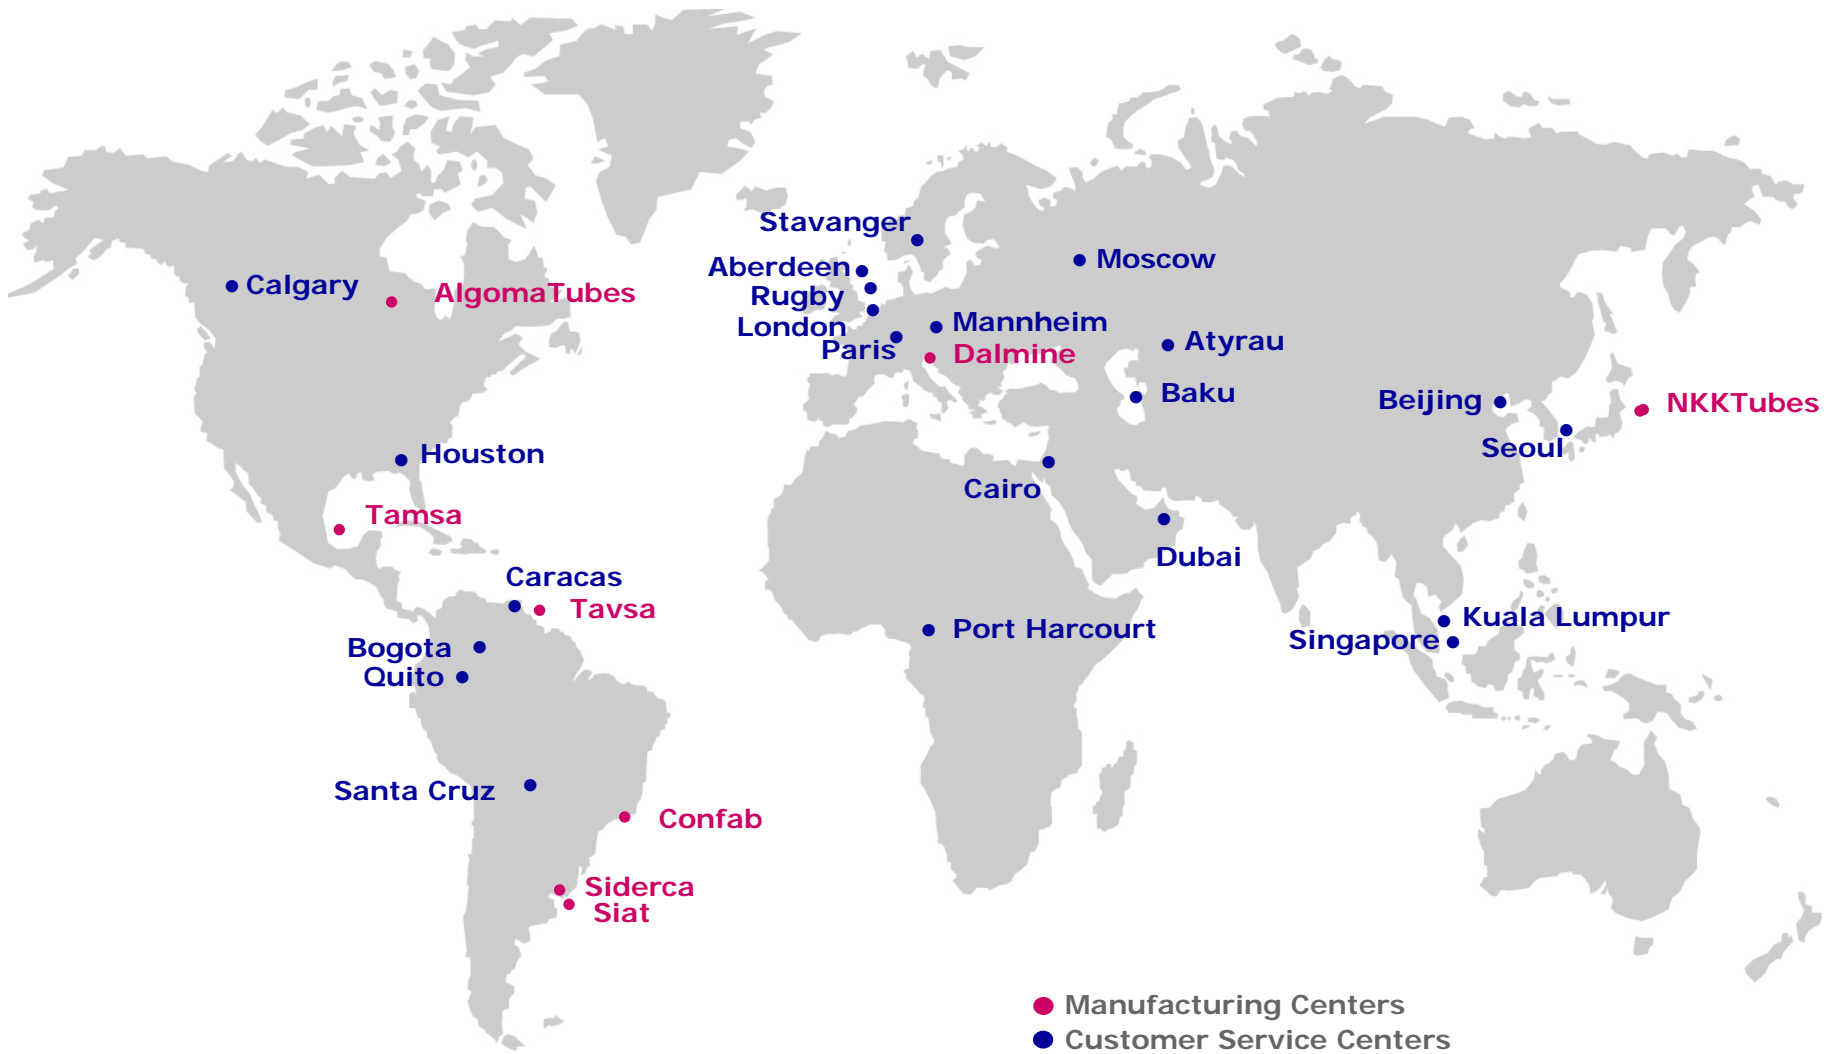 Stavanger
Aberdeen
Moscow
Calgary
AlgomaTubes
Rugby
London
Mannheim
Paris
Dalmine
Atyrau
Baku
Beijing
NKKTubes
Houston
Seoul
Cairo
Tamsa
Dubai
Caracas
Tavsa
Kuala Lumpur
Port Harcourt
Singapore
Bogota
Quito
Santa Cruz
Confab
Siderca
Siat
Manufacturing Centers
Customer Service Centers